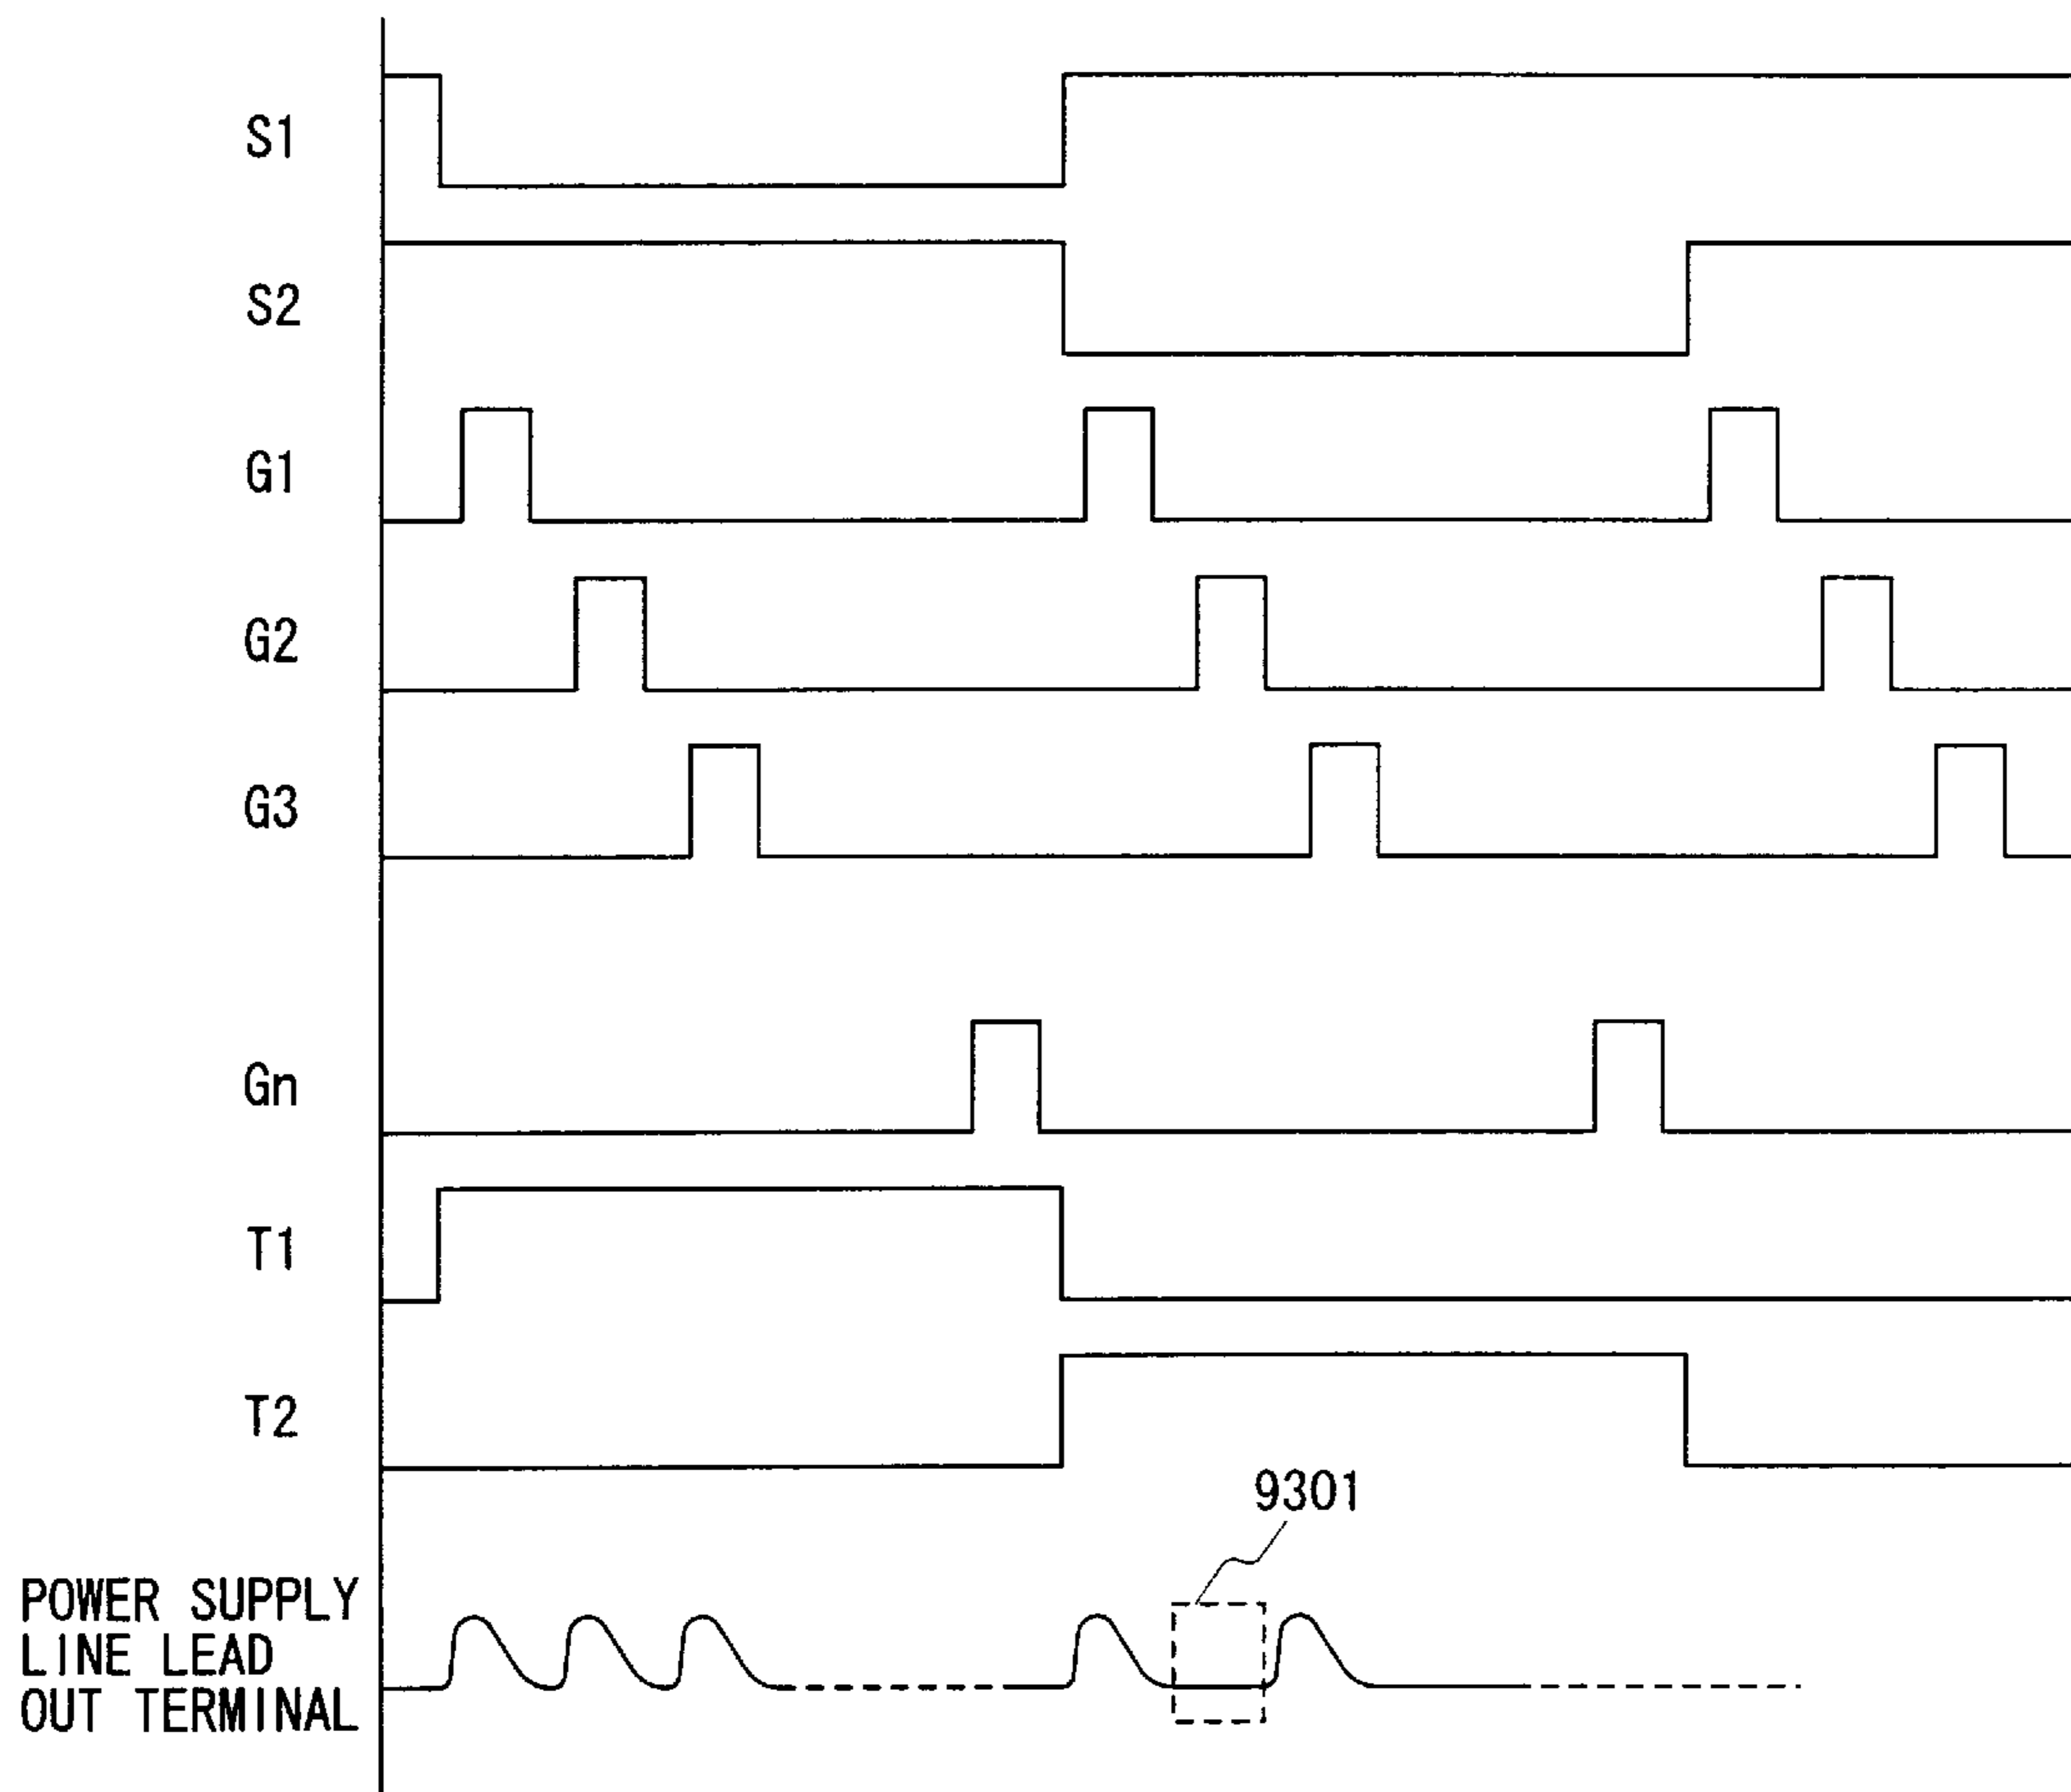 S1
S2
G1
G2
G3
Gn
T1
T2
9301
POWER SUPPLY
LINE LEAD
OUT TERMINAL